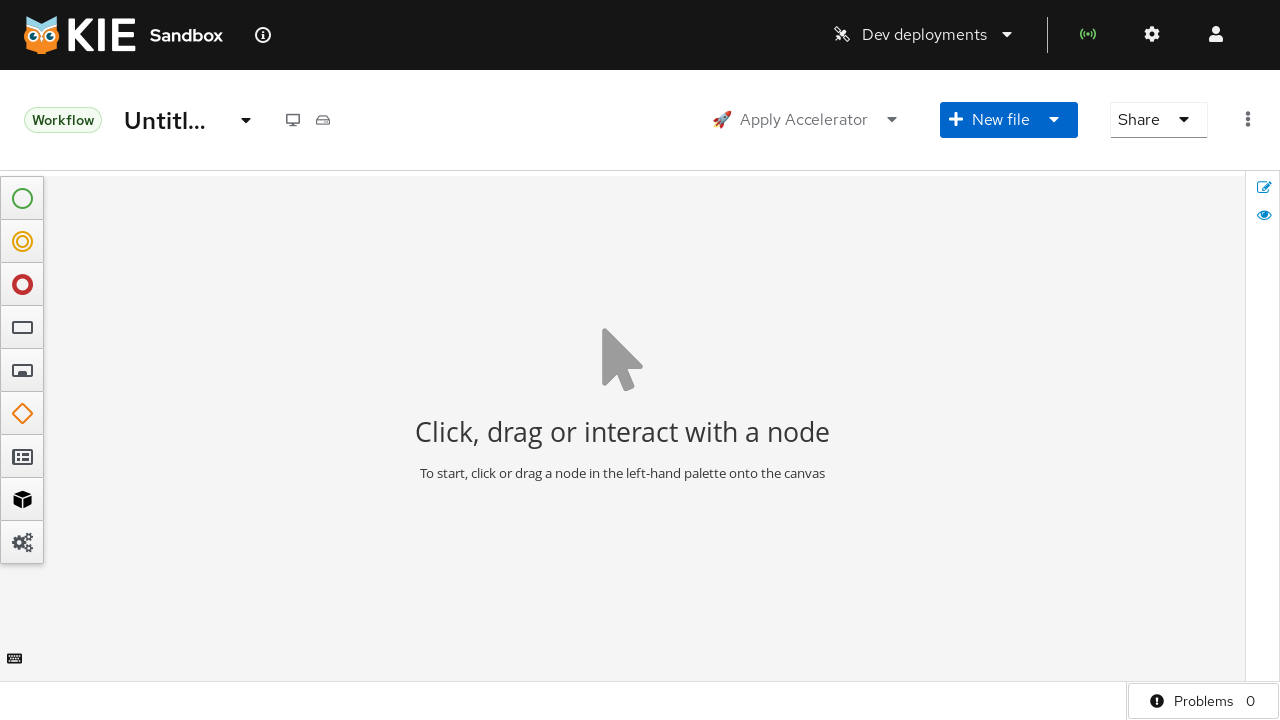 KIE Sandbox
Dev deployments
Workflow
Untitl...
Apply Accelerator
New file
Share
Click, drag or interact with a node
To start, click or drag a node in the left-hand palette onto the canvas
Problems 0